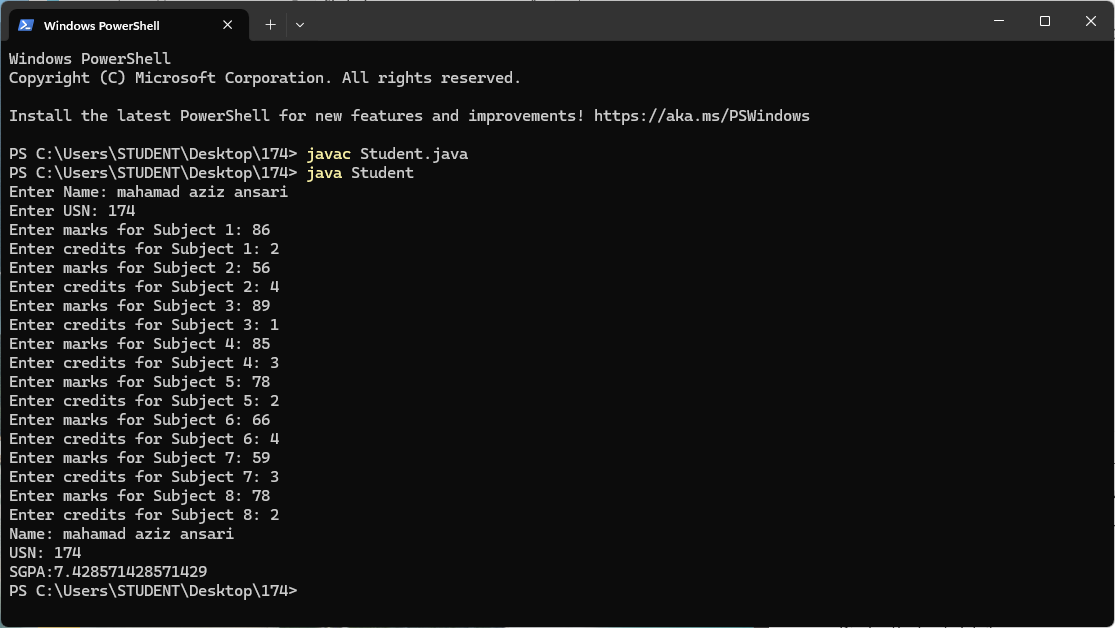 Windows PowerShell
Windows PowerShell
Copyright (C) Microsoft Corporation. All rights reserved.
Install the latest PowerShell for new features and improvements! https://aka.ms/PSWindows
PS C:\Users\STUDENT\Desktop\174> javac Student.java
PS C:\Users\STUDENT\Desktop\174> java Student
Enter Name: mahamad aziz ansari
Enter USN: 174
Enter marks for Subject 1: 86
Enter credits for Subject 1: 2
Enter marks for Subject 2: 56
Enter credits for Subject 2: 4
Enter marks for Subject 3: 89
Enter credits for Subject 3: 1
Enter marks for Subject 4: 85
Enter credits for Subject 4: 3
Enter marks for Subject 5: 78
Enter credits for Subject 5: 2
Enter marks for Subject 6: 66
Enter credits for Subject 6: 4
Enter marks for Subject 7: 59
Enter credits for Subject 7: 3
Enter marks for Subject 8: 78
Enter credits for Subject 8: 2
Name: mahamad aziz ansari
USN: 174
SGPA:7.428571428571429
PS C:\Users\STUDENT\Desktop\174>